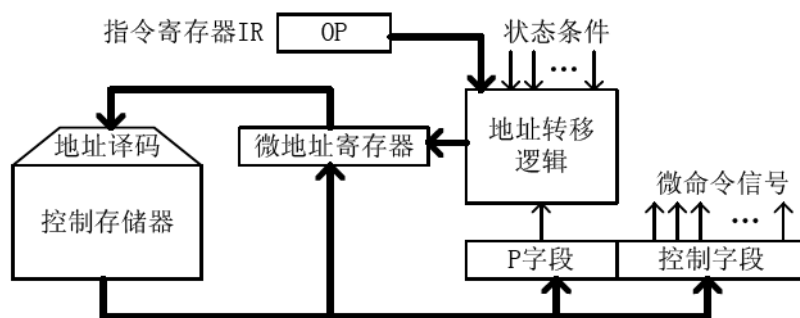 指令寄存器IR OP 状态条件
...
地址译码 微地址寄存器 地址转移
逻辑
控制存储器 微命令信号
...
P字段 控制字段